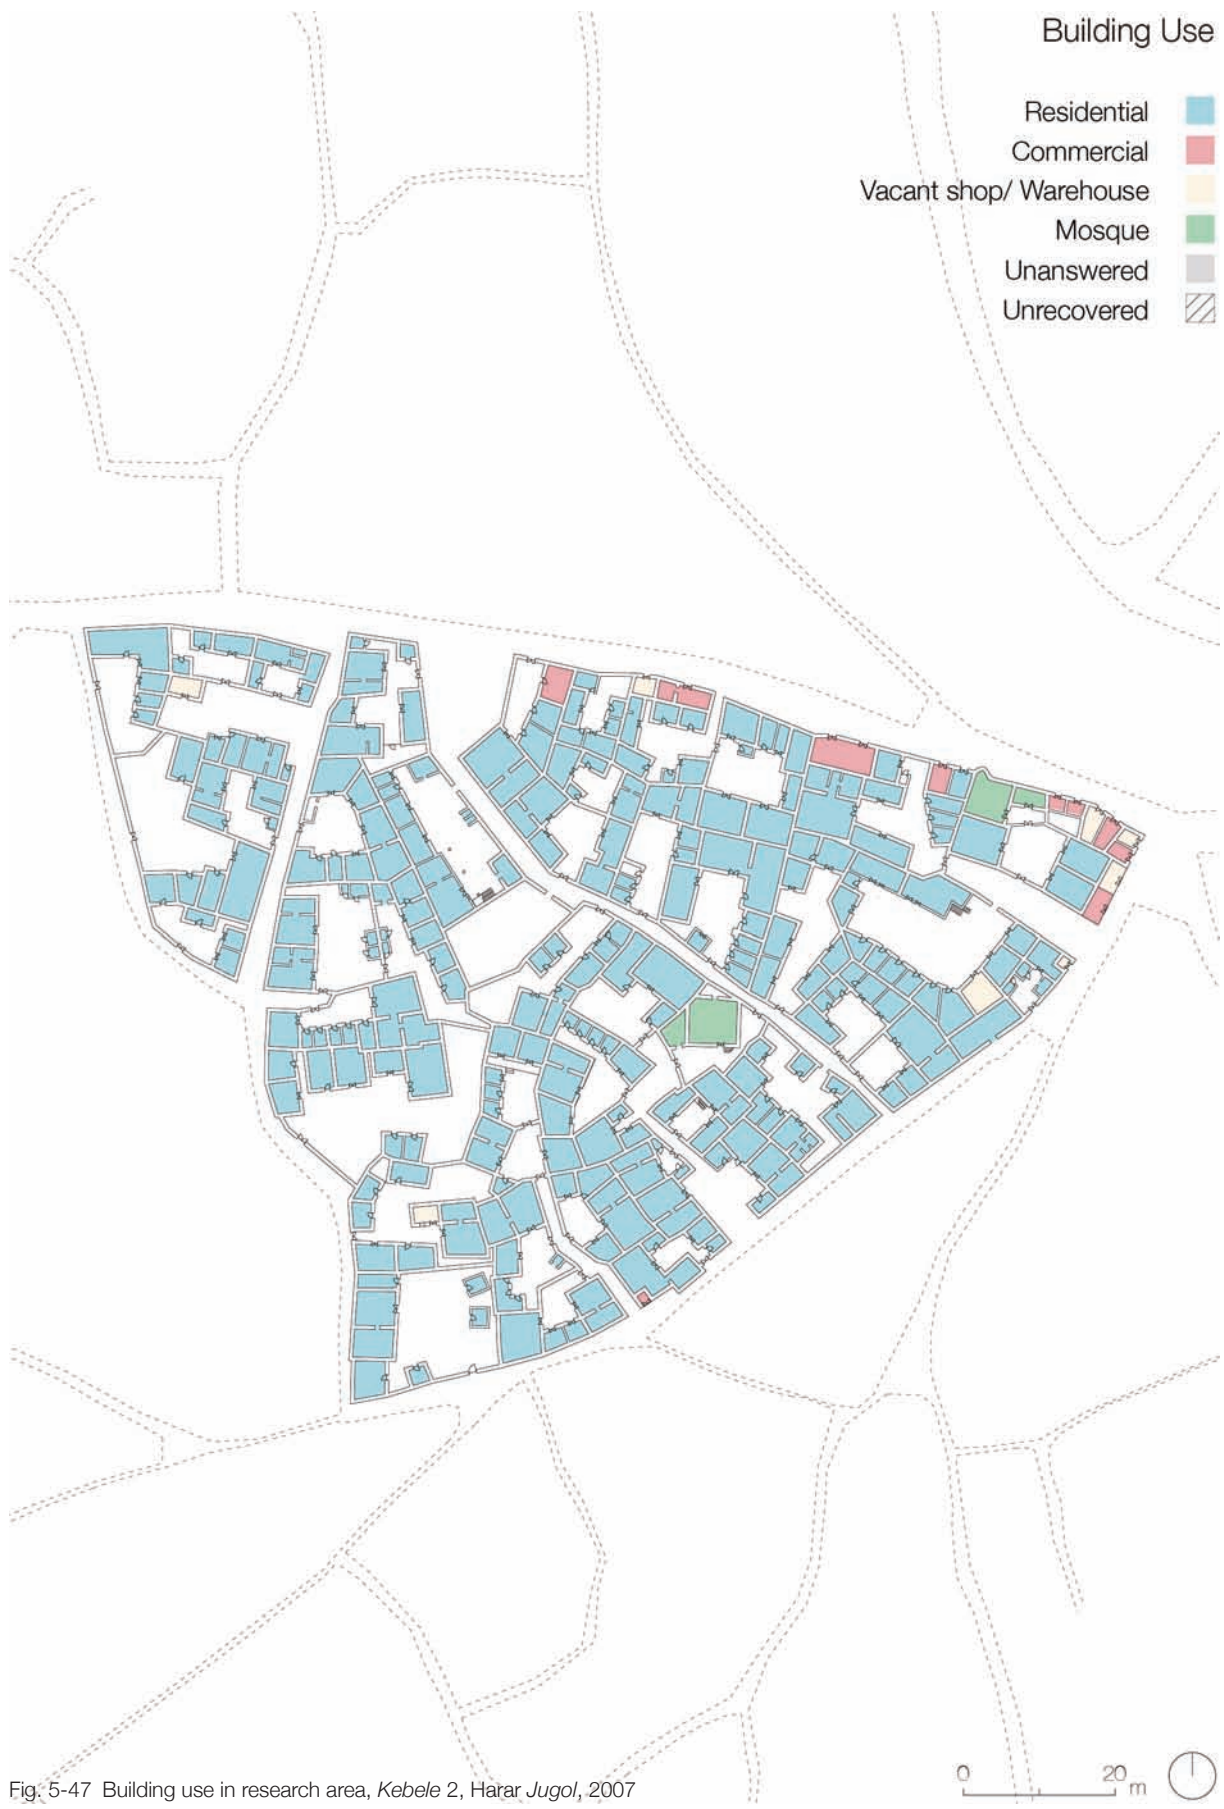 Building Use
Residential
Commercial
Vacant shop/ Warehouse
Mosque
Unanswered
Unrecovered
0 20 m
Fig. 5-47 Building use in research area, Kebele 2, Harar Jugol, 2007